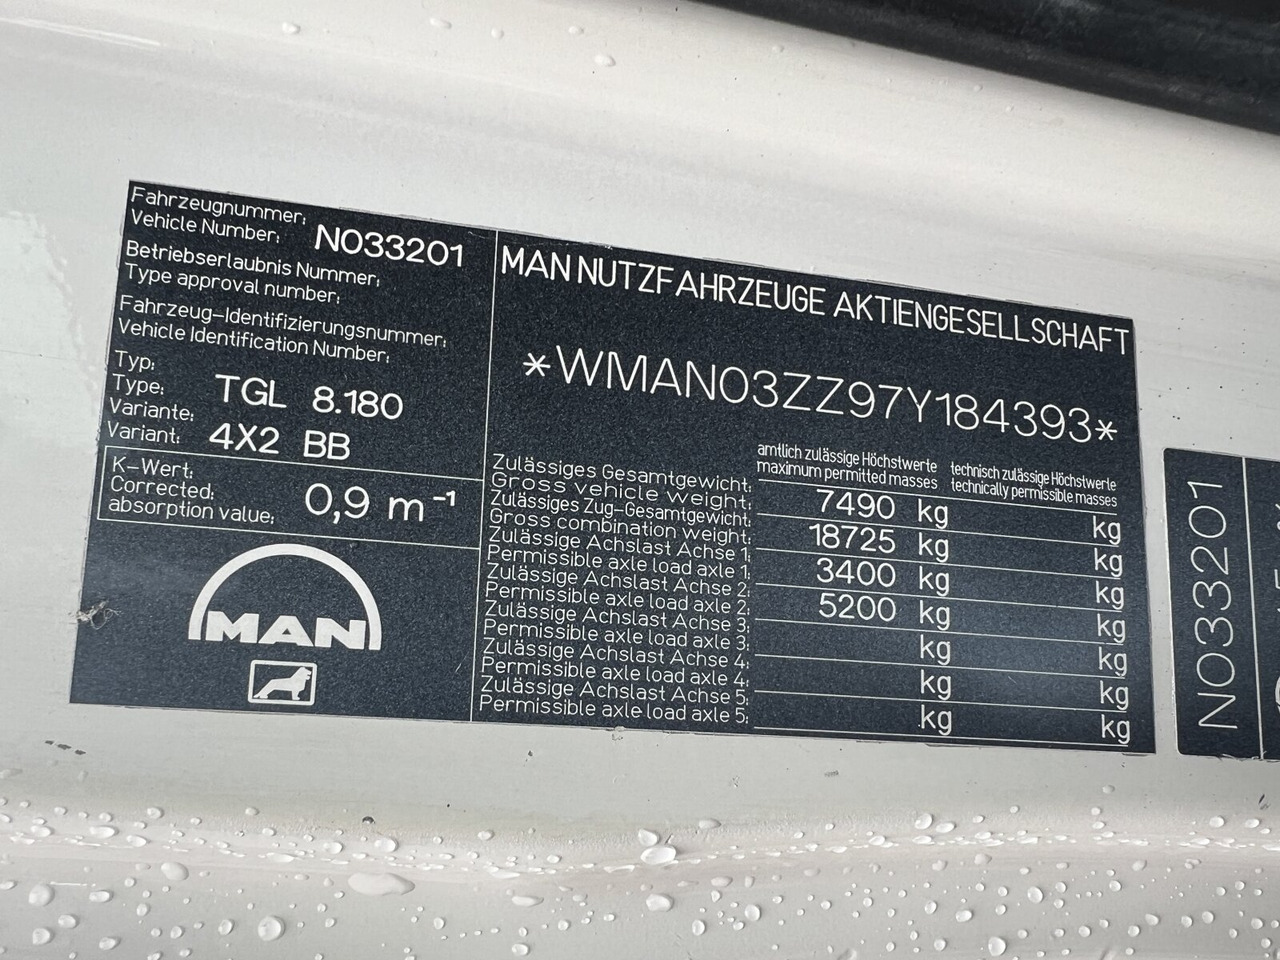 Fahrzeugnummer:
Vehicle Number: N033201
Betriebserlaubnis Nummer:
Type approval number:
Fahrzeug-Identifizierungsnummer:
Vehicle Identification Number:
Typ:
Type: TGL 8.180
Variante:
Variant: 4X2 BB
K-Wert:
Corrected: 0,9 m⁻¹
absorption value:
MAN
MAN NUTZFAHRZEUGE AKTIENGESELLSCHAFT
*WMAN03ZZ97Y184393*
amtlich zulässige Höchstwerte technisch zulässige Höchstwerte
maximum permitted masses technically permissible masses
Zulässiges Gesamtgewicht:
Gross vehicle weight: 7490 kg kg
Zulässiges Zug-Gesamtgewicht:
Gross combination weight: 18725 kg kg
Zulässige Achslast Achse 1:
Permissible axle load axle 1: 3400 kg kg
Zulässige Achslast Achse 2:
Permissible axle load axle 2: 5200 kg kg
Zulässige Achslast Achse 3:
Permissible axle load axle 3: kg kg
Zulässige Achslast Achse 4:
Permissible axle load axle 4: kg kg
Zulässige Achslast Achse 5:
Permissible axle load axle 5: kg kg
N033201